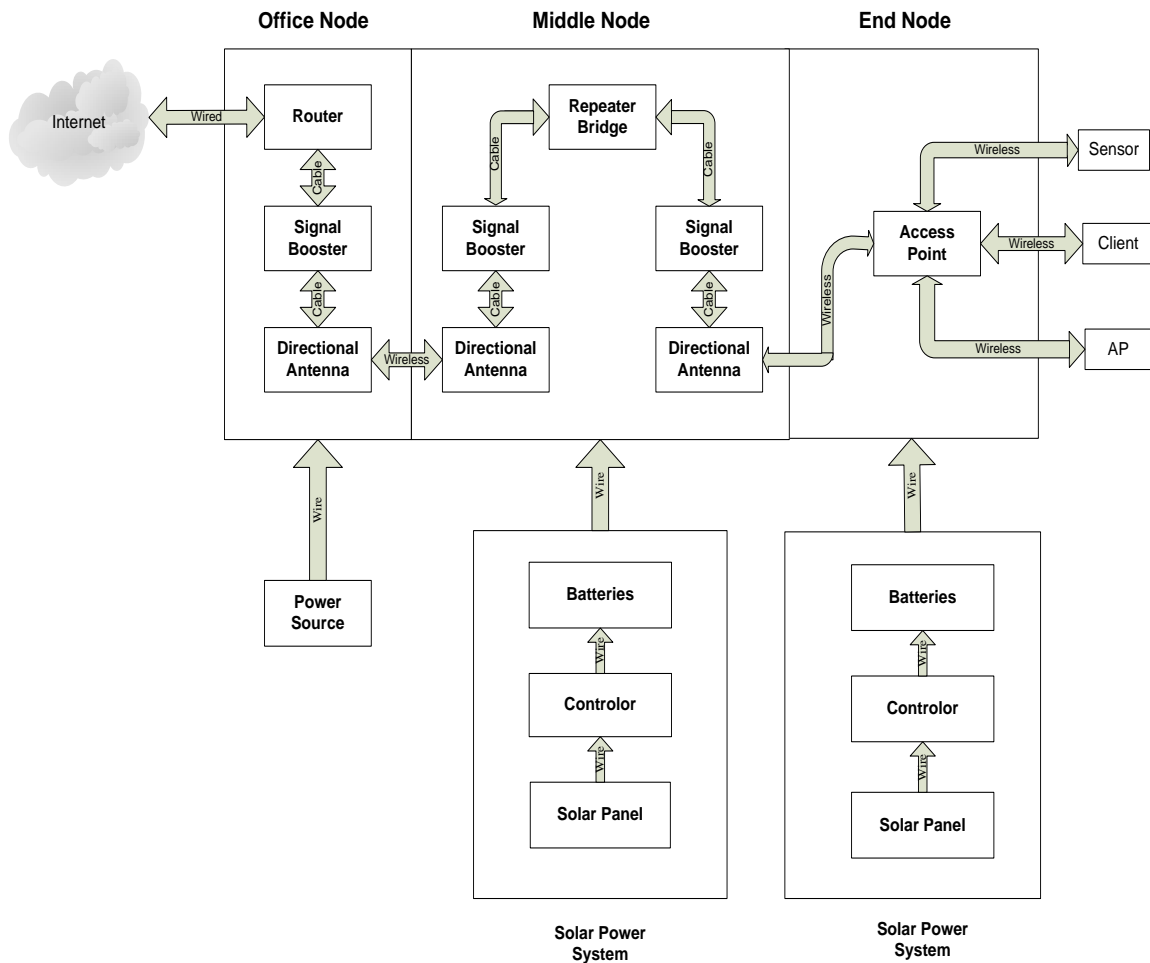 Office Node
Middle Node
End Node
Internet
Wired
Router
Repeater
Bridge
Cable
Cable
Cable
Wireless
Sensor
Signal
Booster
Signal
Booster
Signal
Booster
Access
Point
Wireless
Client
Cable
Cable
Cable
Wireless
Directional
Antenna
Wireless
Directional
Antenna
Directional
Antenna
Wireless
AP
Wire
Wire
Wire
Power
Source
Batteries
Wire
Controlor
Wire
Solar Panel
Batteries
Wire
Controlor
Wire
Solar Panel
Solar Power
System
Solar Power
System